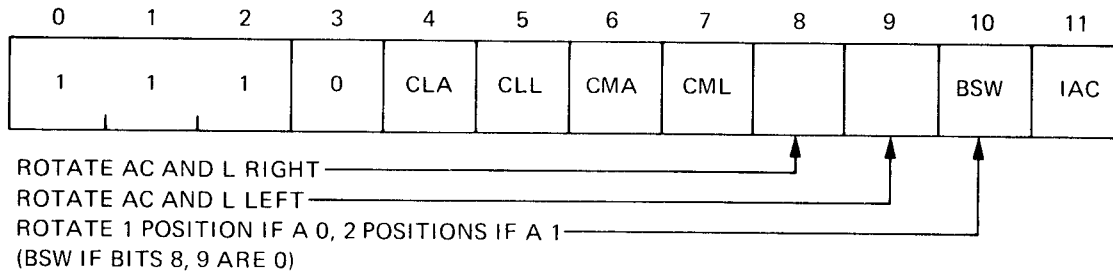 0 1 2 3 4 5 6 7 8 9 10 11
1 1 1 0 CLA CLL CMA CML BSW IAC
ROTATE AC AND L RIGHT
ROTATE AC AND L LEFT
ROTATE 1 POSITION IF A 0, 2 POSITIONS IF A 1
(BSW IF BITS 8, 9 ARE 0)